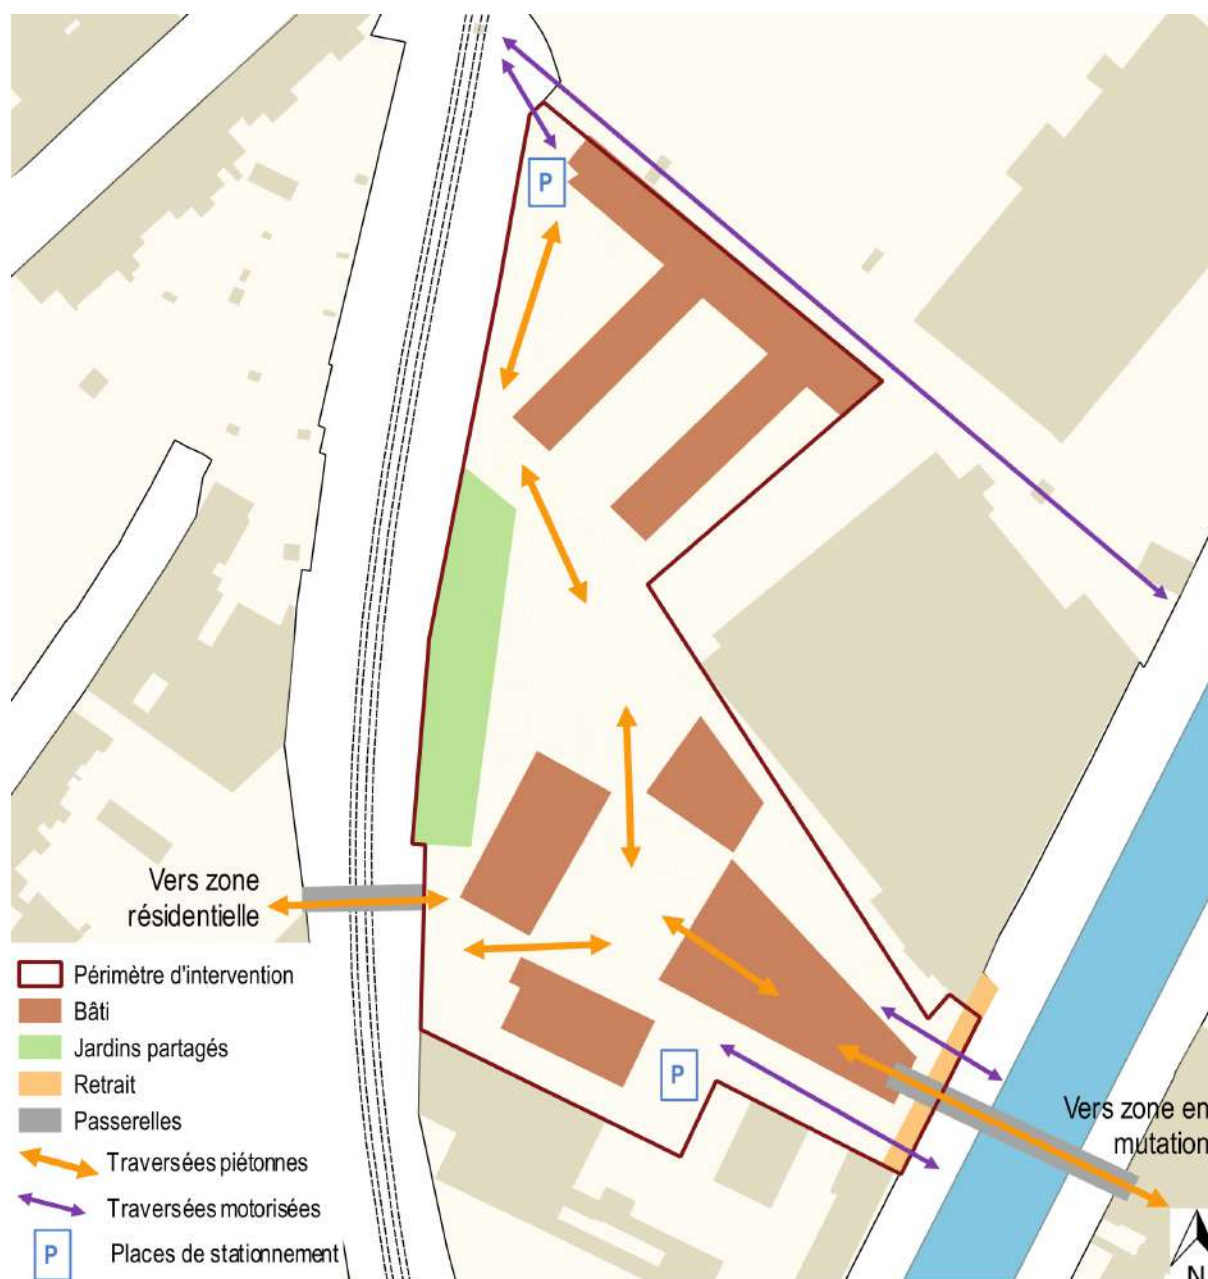 P
Vers zone
résidentielle
P
Vers zone en
mutation
Périmètre d'intervention
Bâti
Jardins partagés
Retrait
Passerelles
Traversées piétonnes
Traversées motorisées
P
Places de stationnement
N